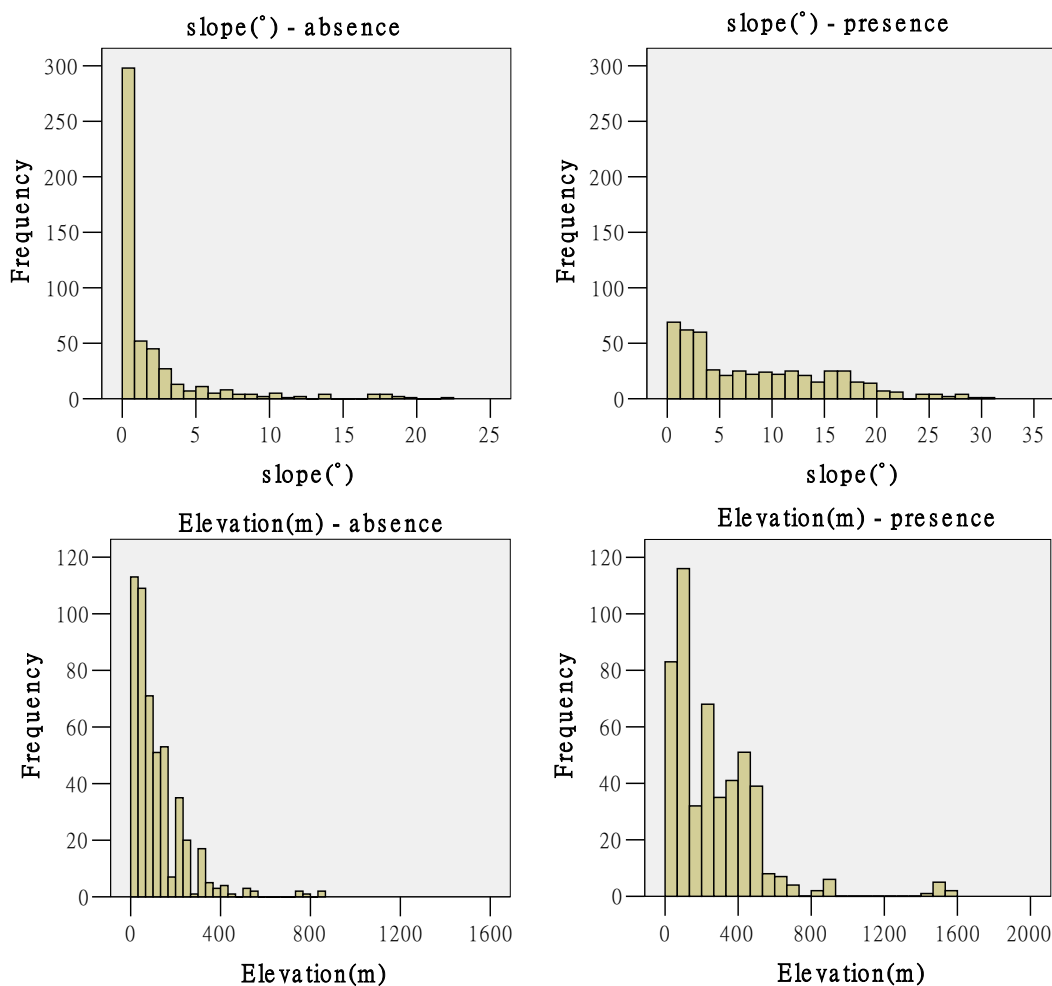 slope(°) - absence
300
250
200
150
100
50
0
Frequency
0 5 10 15 20 25
slope(°)
slope(°) - presence
300
250
200
150
100
50
0
Frequency
0 5 10 15 20 25 30 35
slope(°)
Elevation(m) - absence
120
100
80
60
40
20
0
Frequency
0 400 800 1200 1600
Elevation(m)
Elevation(m) - presence
120
100
80
60
40
20
0
Frequency
0 400 800 1200 1600 2000
Elevation(m)